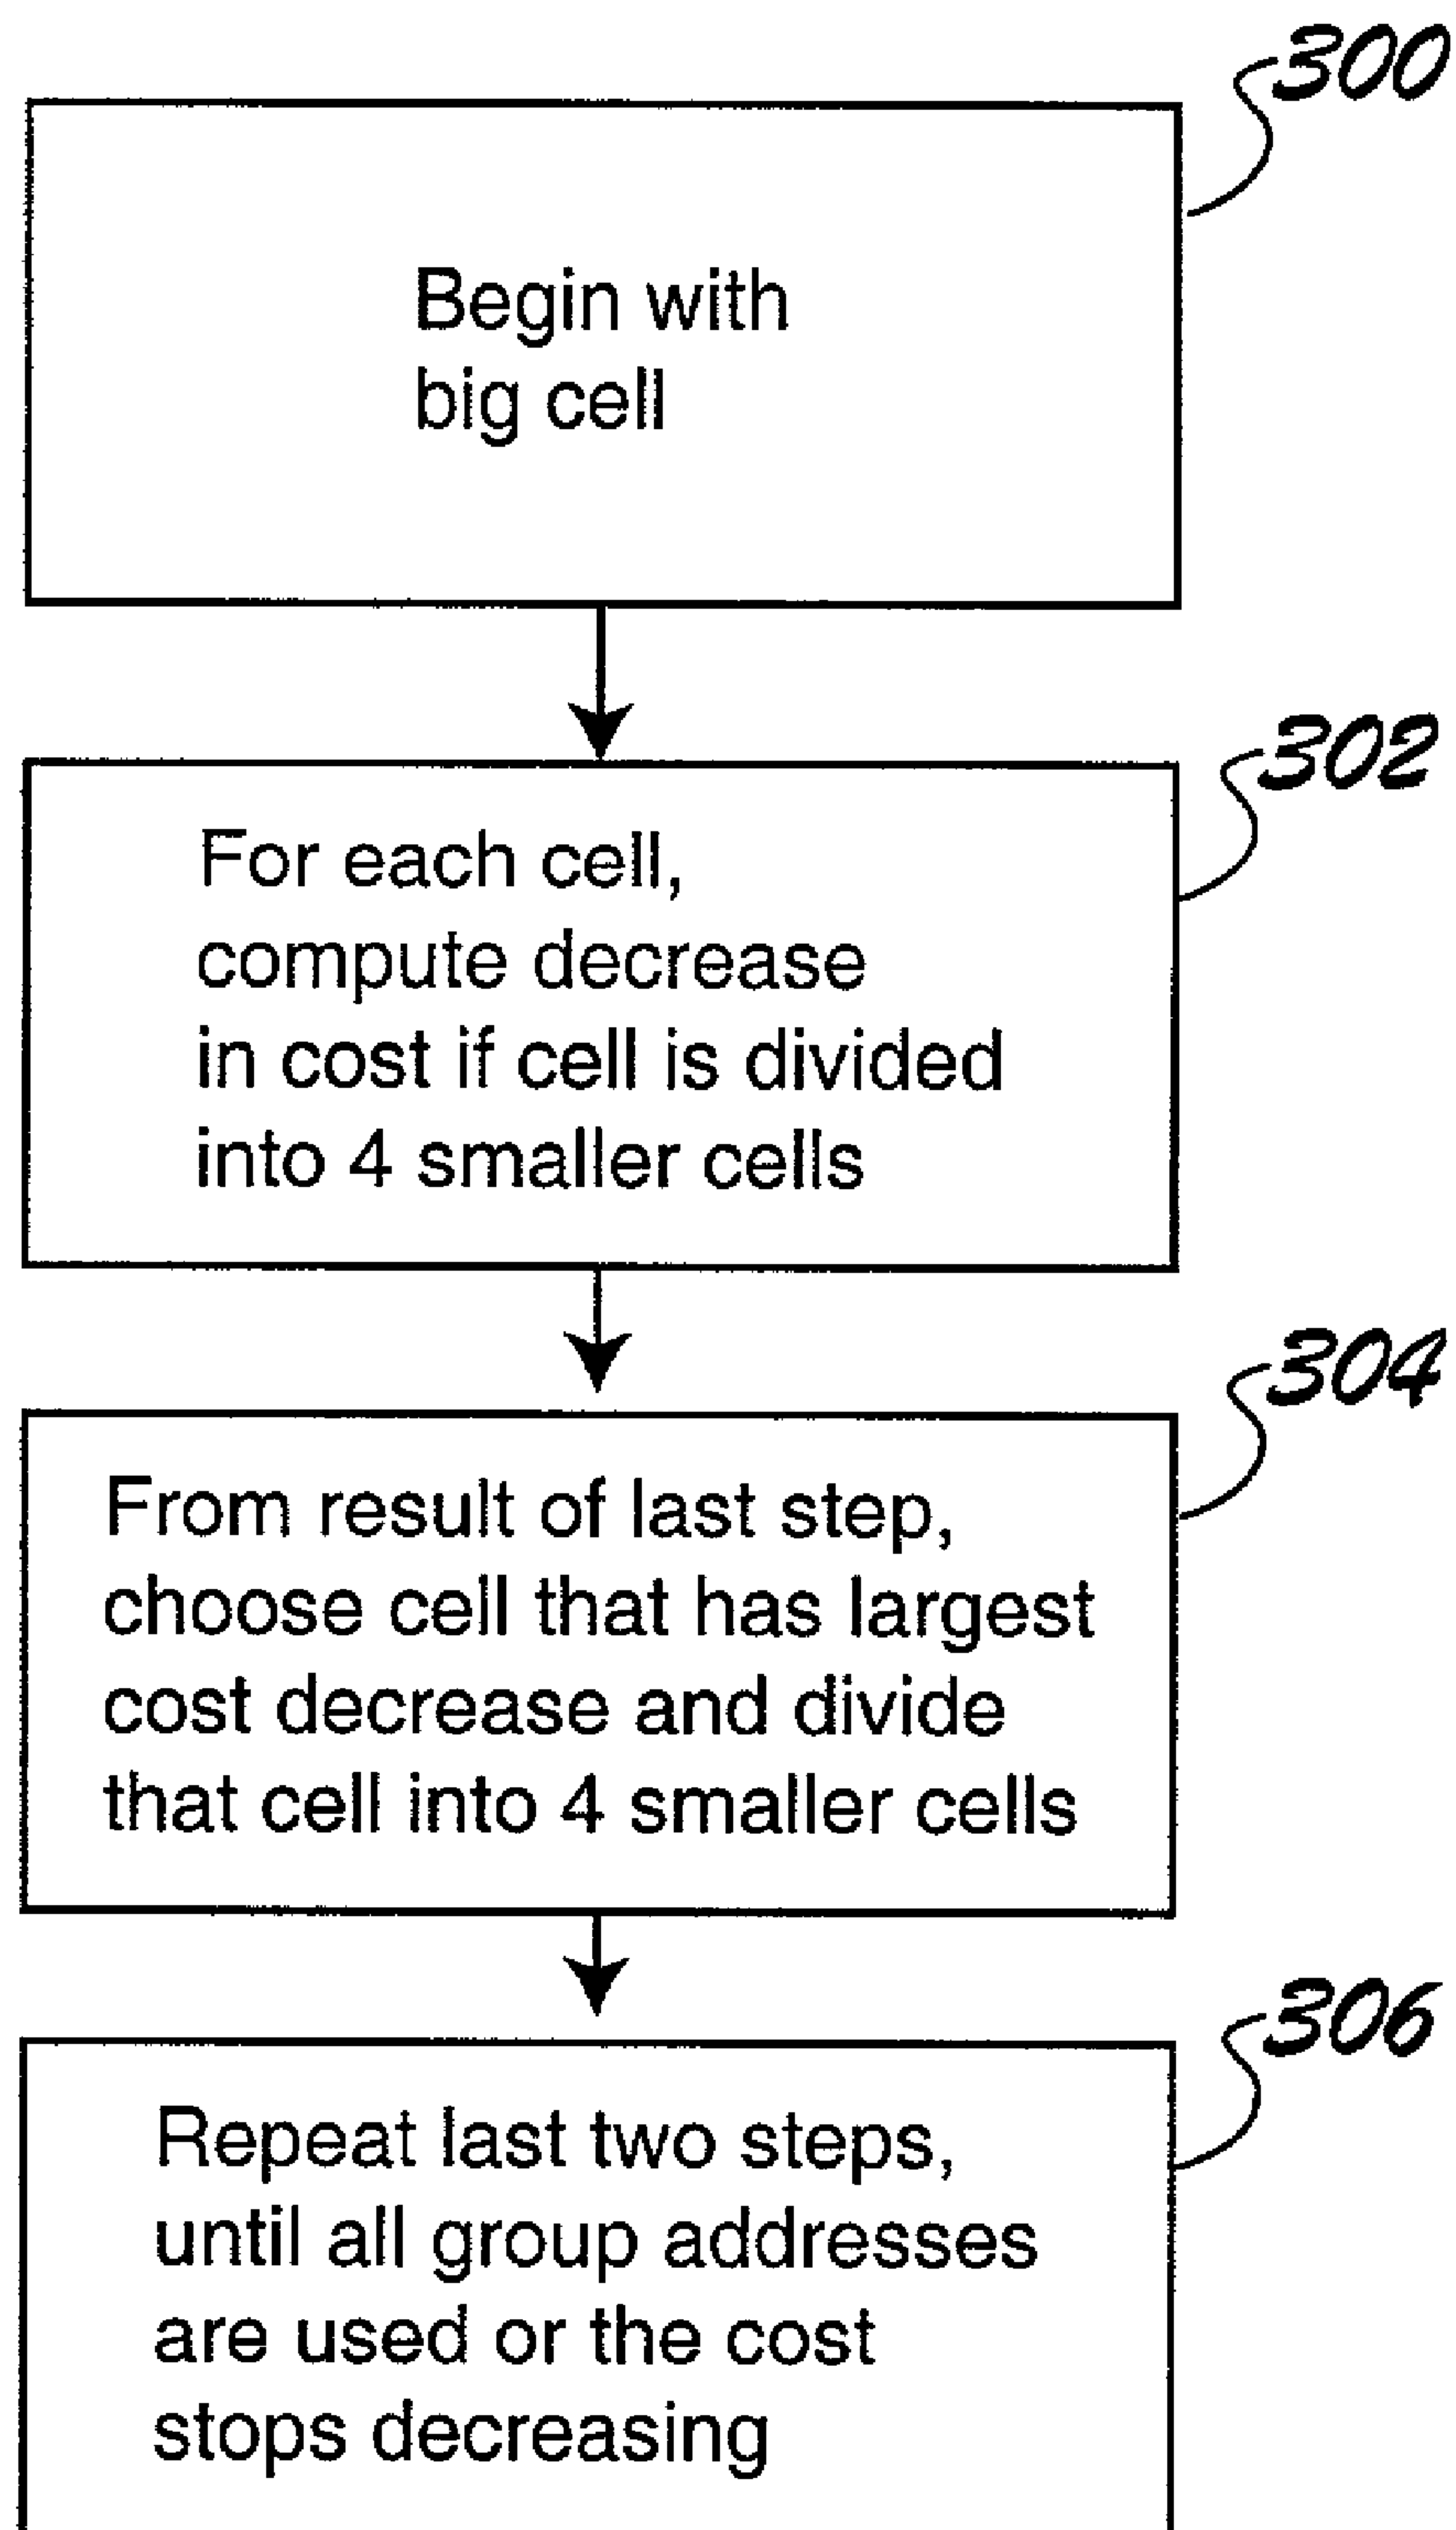 300
Begin with
big cell
302
For each cell,
compute decrease
in cost if cell is divided
into 4 smaller cells
304
From result of last step,
choose cell that has largest
cost decrease and divide
that cell into 4 smaller cells
306
Repeat last two steps,
until all group addresses
are used or the cost
stops decreasing